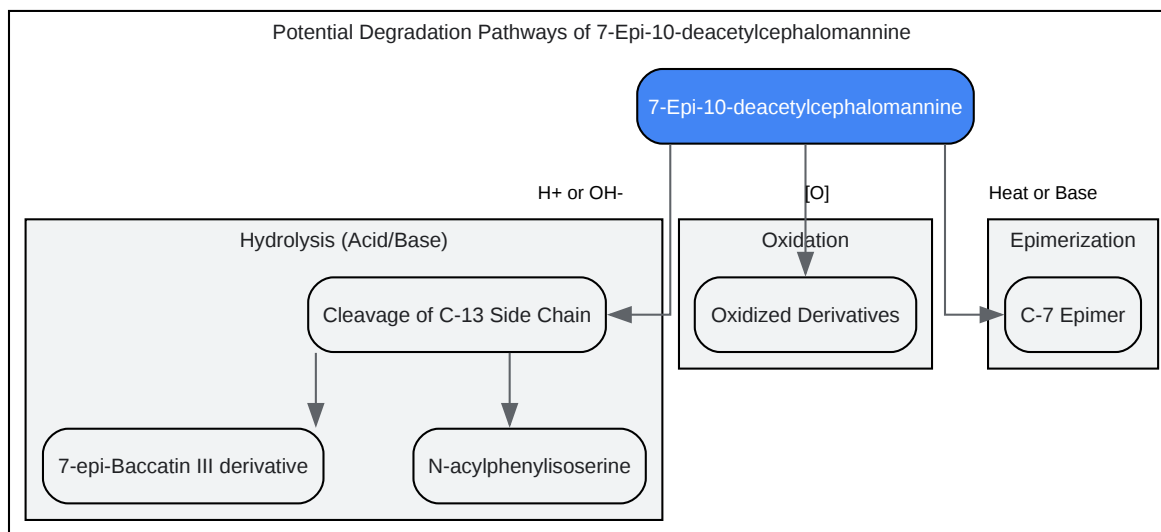 Potential Degradation Pathways of 7-Epi-10-deacetylcephalomannine
7-Epi-10-deacetylcephalomannine
H+ or OH-
[O]
Heat or Base
Hydrolysis (Acid/Base)
Oxidation
Epimerization
Cleavage of C-13 Side Chain
Oxidized Derivatives
C-7 Epimer
7-epi-Baccatin III derivative
N-acylphenylisoserine